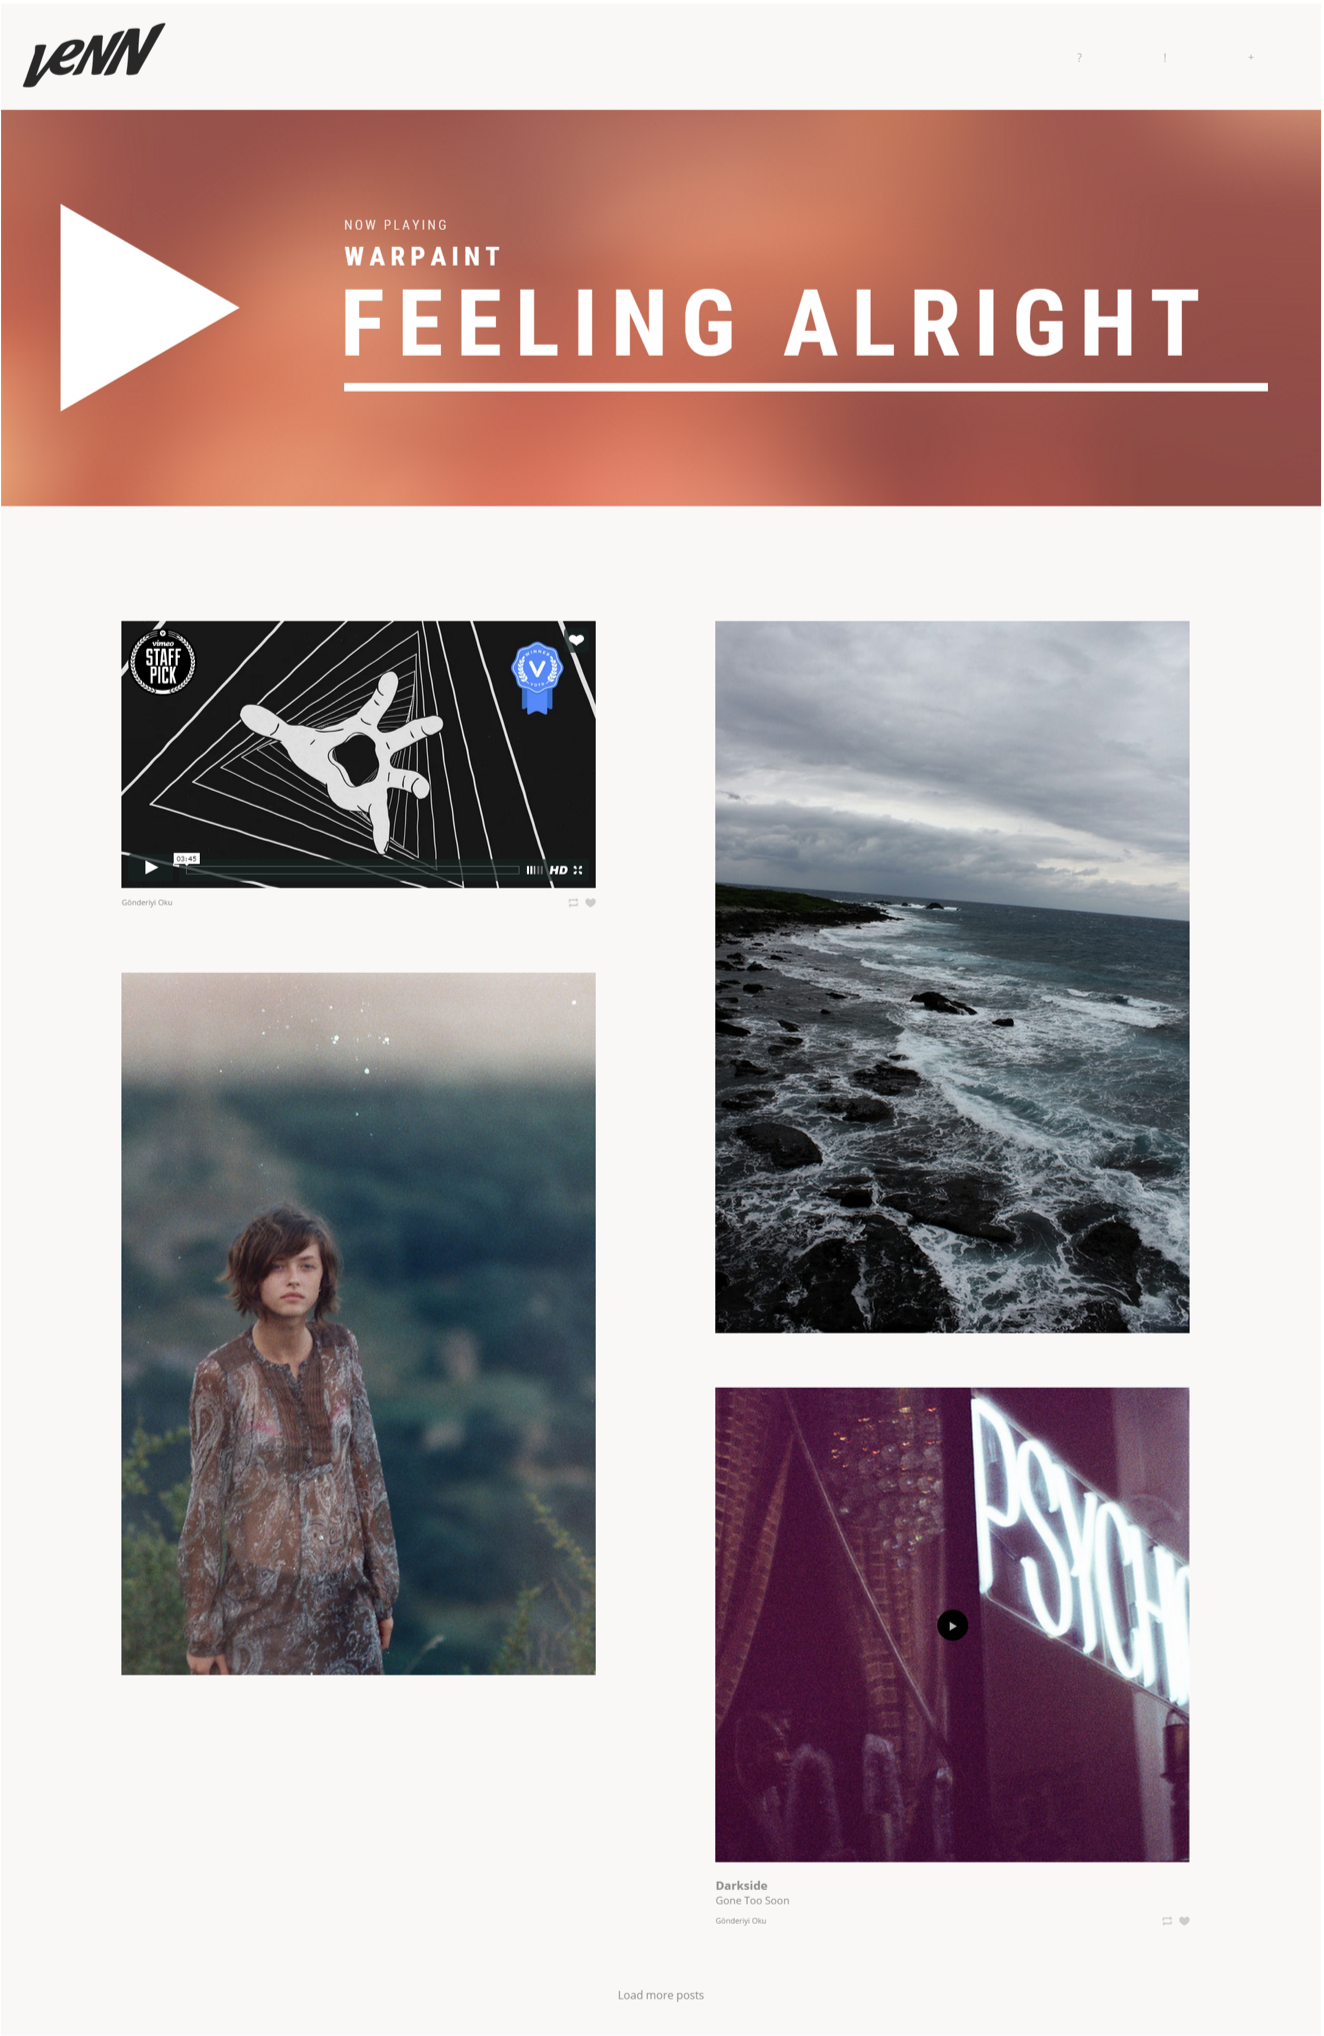 VENN
? ! +
NOW PLAYING
WARPAINT
FEELING ALRIGHT
vimeo
STAFF
PICK
WINNER
V
VOTE
03:45
HD
Gönderiyi Oku
PSYCH
Darkside
Gone Too Soon
Gönderiyi Oku
Load more posts